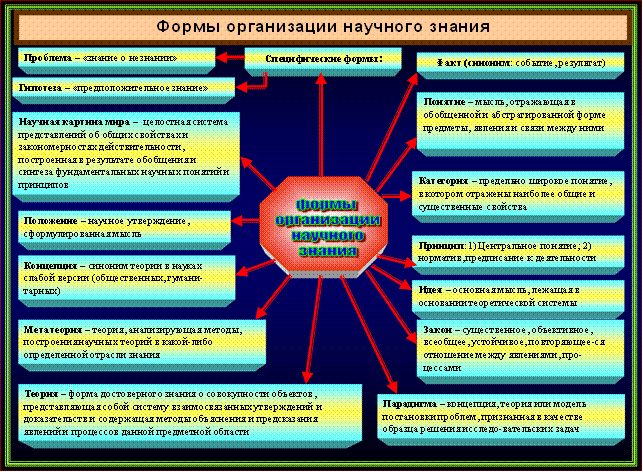 Формы организации научного знания
Проблема – «знание о незнании»
Специфические формы:
Факт (синоним: событие, результат)
Гипотеза – «предположительное знание»
Понятие – мысль, отражающая в
обобщенной и абстрагированной форме
предметы, явления и связи между ними
Научная картина мира – целостная система
представлений об общих свойствах и
закономерностях действительности,
построенная в результате обобщения и
синтеза фундаментальных научных понятий и
принципов
Категория – предельно широкое понятие,
в котором отражены наиболее общие и
существенные свойства
Положение – научное утверждение,
сформулированная мысль
формы
организации
научного
знания
Принцип: 1) Центральное понятие; 2)
норматив, предписание к деятельности
Концепция – синоним теории в науках
слабой версии (общественных, гумани-
тарных)
Идея – основная мысль, лежащая в
основании теоретической системы
Метатеория – теория, анализирующая методы,
построения научных теорий в какой-либо
определенной отрасли знания
Закон – существенное, объективное,
всеобщее, устойчивое, повторяющее-ся
отношение между явлениями, про-
цессами
Теория – форма достоверного знания о совокупности объектов,
представляющая собой систему взаимосвязанных утверждений и
доказательств и содержащая методы объяснения и предсказания
явлений и процессов данной предметной области
Парадигма – концепция, теория или модель
постановки проблем, признанная в качестве
образца решения исследо-вательских задач